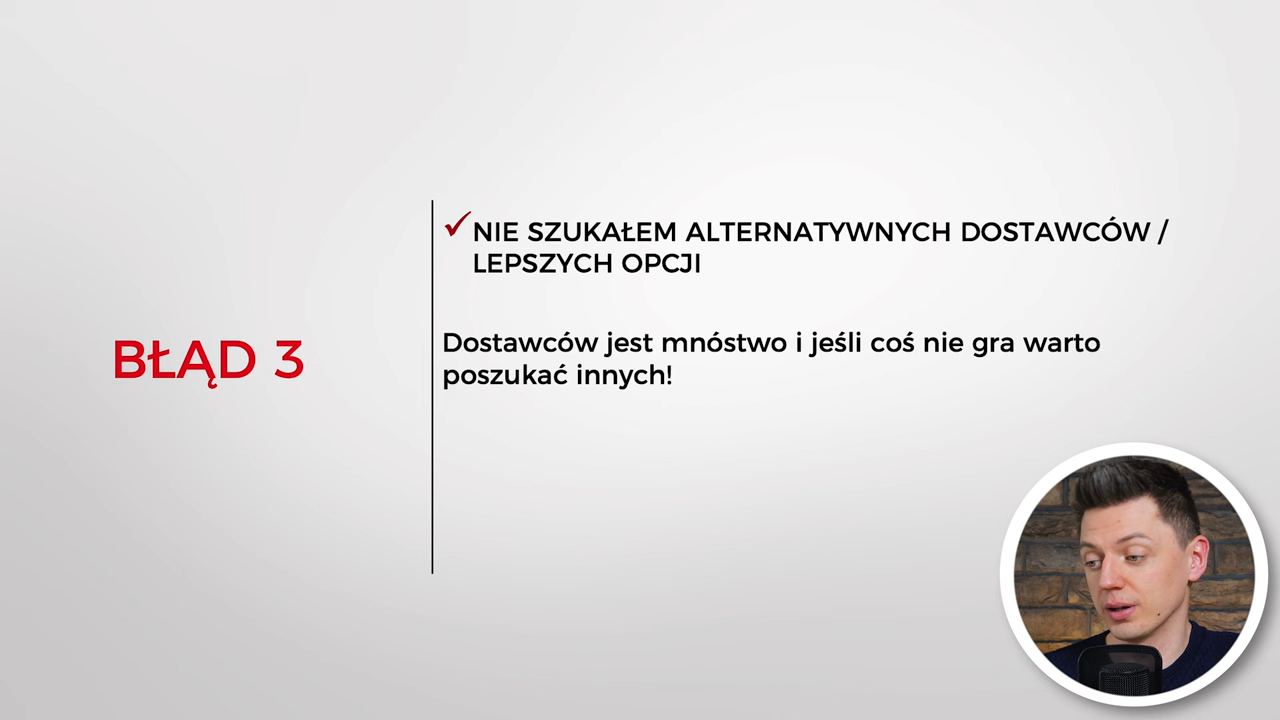 BŁĄD 3
NIE SZUKAŁEM ALTERNATYWNYCH DOSTAWCÓW /
LEPSZYCH OPCJI
Dostawców jest mnóstwo i jeśli coś nie gra warto
poszukać innych!